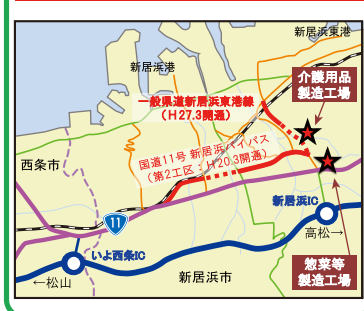 新居浜東港
新居浜港
介護用品
製造工場
一般県道新居浜東港線
（H27.3開通）
国道11号 新居浜バイパス
（第2工区：H20.3開通）
西条市
11
新居浜IC
高松→
いよ西条IC
←松山
新居浜市
惣菜等
製造工場